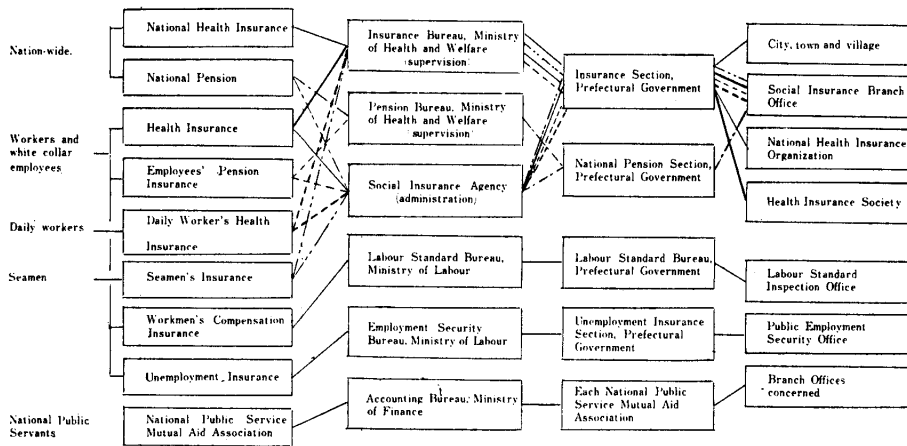 Nation-wide.
Workers and
white collar
employees
Daily workers
Seamen
National Public
Servants
National Health Insurance
National Pension
Health Insurance
Employees' Pension
Insurance
Daily Worker's Health
Insurance
Seamen's Insurance
Workmen's Compensation
Insurance
Unemployment Insurance
National Public Service
Mutual Aid Association
Insurance Bureau, Ministry
of Health and Welfare
(supervision)
Pension Bureau, Ministry
of Health and Welfare
supervision)
Social Insurance Agency
(administration)
Labour Standard Bureau,
Ministry of Labour
Employment Security
Bureau, Ministry of Labour
Accounting Bureau, Ministry
of Finance
Insurance Section,
Prefectural Government
National Pension Section,
Prefectural Government
Labour Standard Bureau,
Prefectural Government
Unemployment Insurance
Section, Prefectural
Government
Each National Public
Service Mutual Aid
Association
City, town and village
Social Insurance Branch
Office
National Health Insurance
Organization
Health Insurance Society
Labour Standard
Inspection Office
Public Employment
Security Office
Branch Offices
concerned